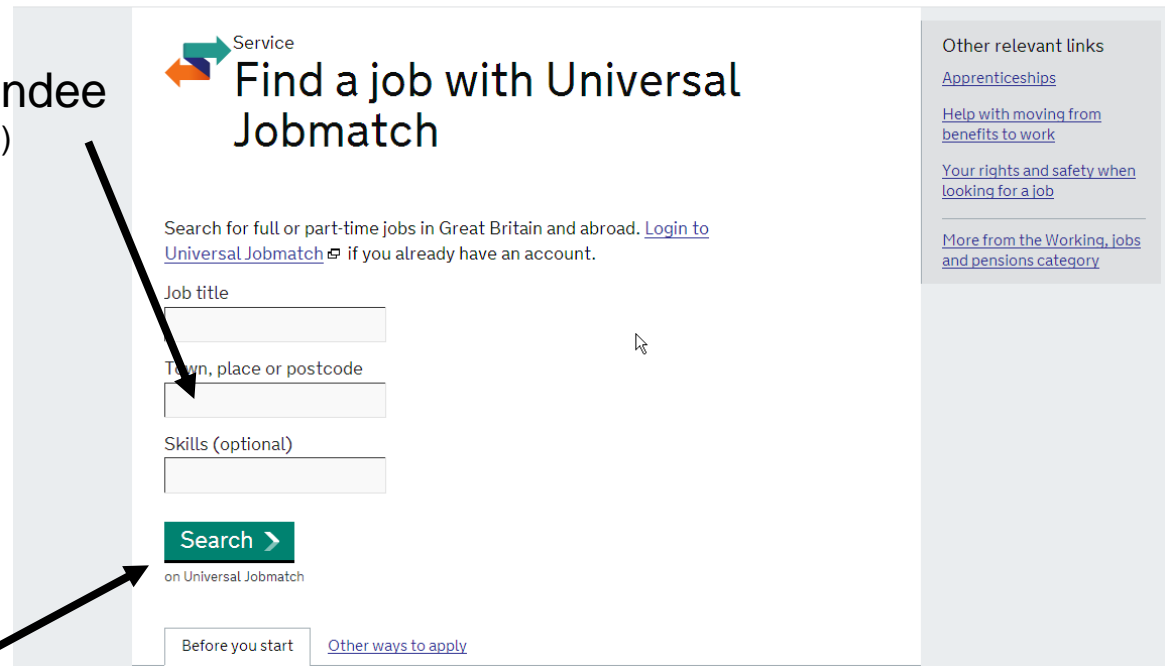 ndee
)
Service
Find a job with Universal
Jobmatch
Search for full or part-time jobs in Great Britain and abroad. Login to
Universal Jobmatch if you already have an account.
Job title
Town, place or postcode
Skills (optional)
Search
on Universal Jobmatch
Before you start
Other ways to apply
Other relevant links
Apprenticeships
Help with moving from
benefits to work
Your rights and safety when
looking for a job
More from the Working, jobs
and pensions category